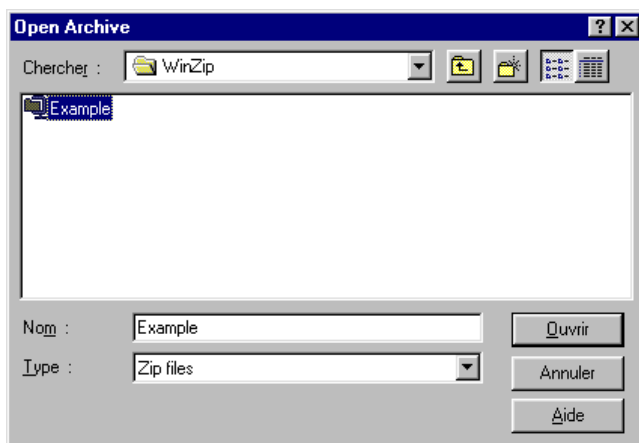 Open Archive
Chercher : WinZip
Example
Nom : Example
Ouvrir
Type : Zip files
Annuler
Aide